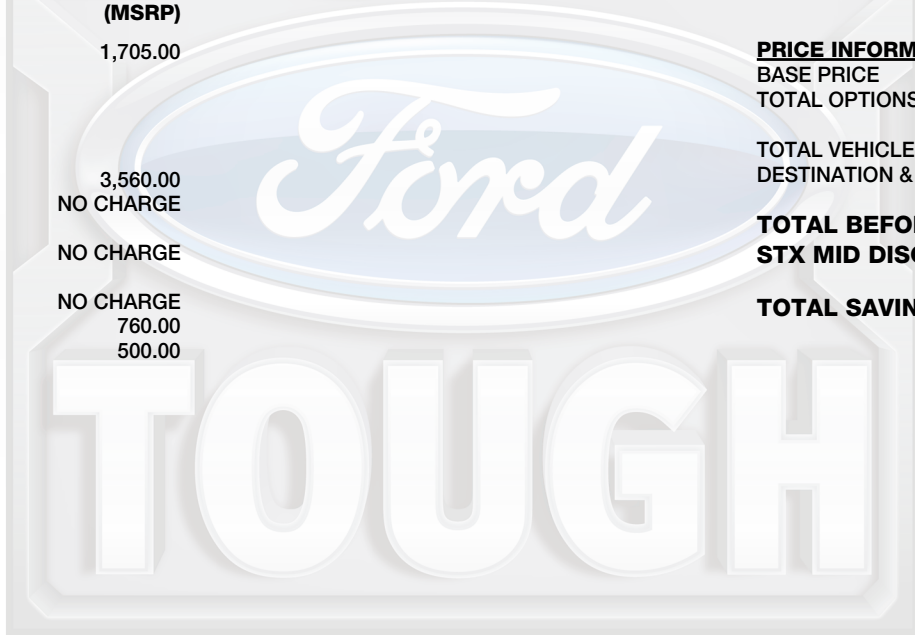 (MSRP)
1,705.00
3,560.00
NO CHARGE
NO CHARGE
NO CHARGE
760.00
500.00
PRICE INFORM
BASE PRICE
TOTAL OPTIONS
TOTAL VEHICLE
DESTINATION &
TOTAL BEFO
STX MID DISC
TOTAL SAVIN
Ford
TOUGH